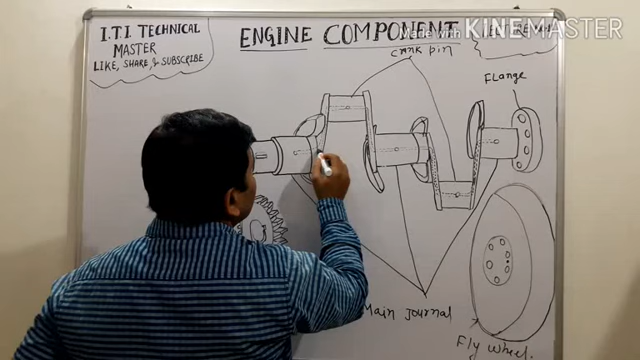 I.T.I. TECHNICAL
MASTER
LIKE, SHARE, & SUBSCRIBE
ENGINE COMPONENT
Made with KINEMASTER
crank pin
Flange
Main Journal
Fly wheel.